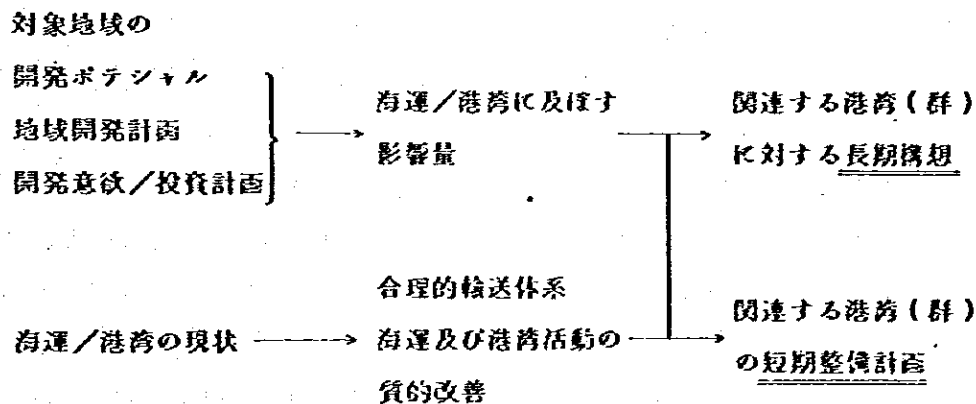 対象地域の
開発ポテシャル
地域開発計画
開発意欲/投資計画
海運/港湾に及ぼす
影響量
関連する港湾(群)
に対する長期構想
海運/港湾の現状
合理的輸送体系
海運及び港湾活動の
質的改善
関連する港湾(群)
の短期整備計画